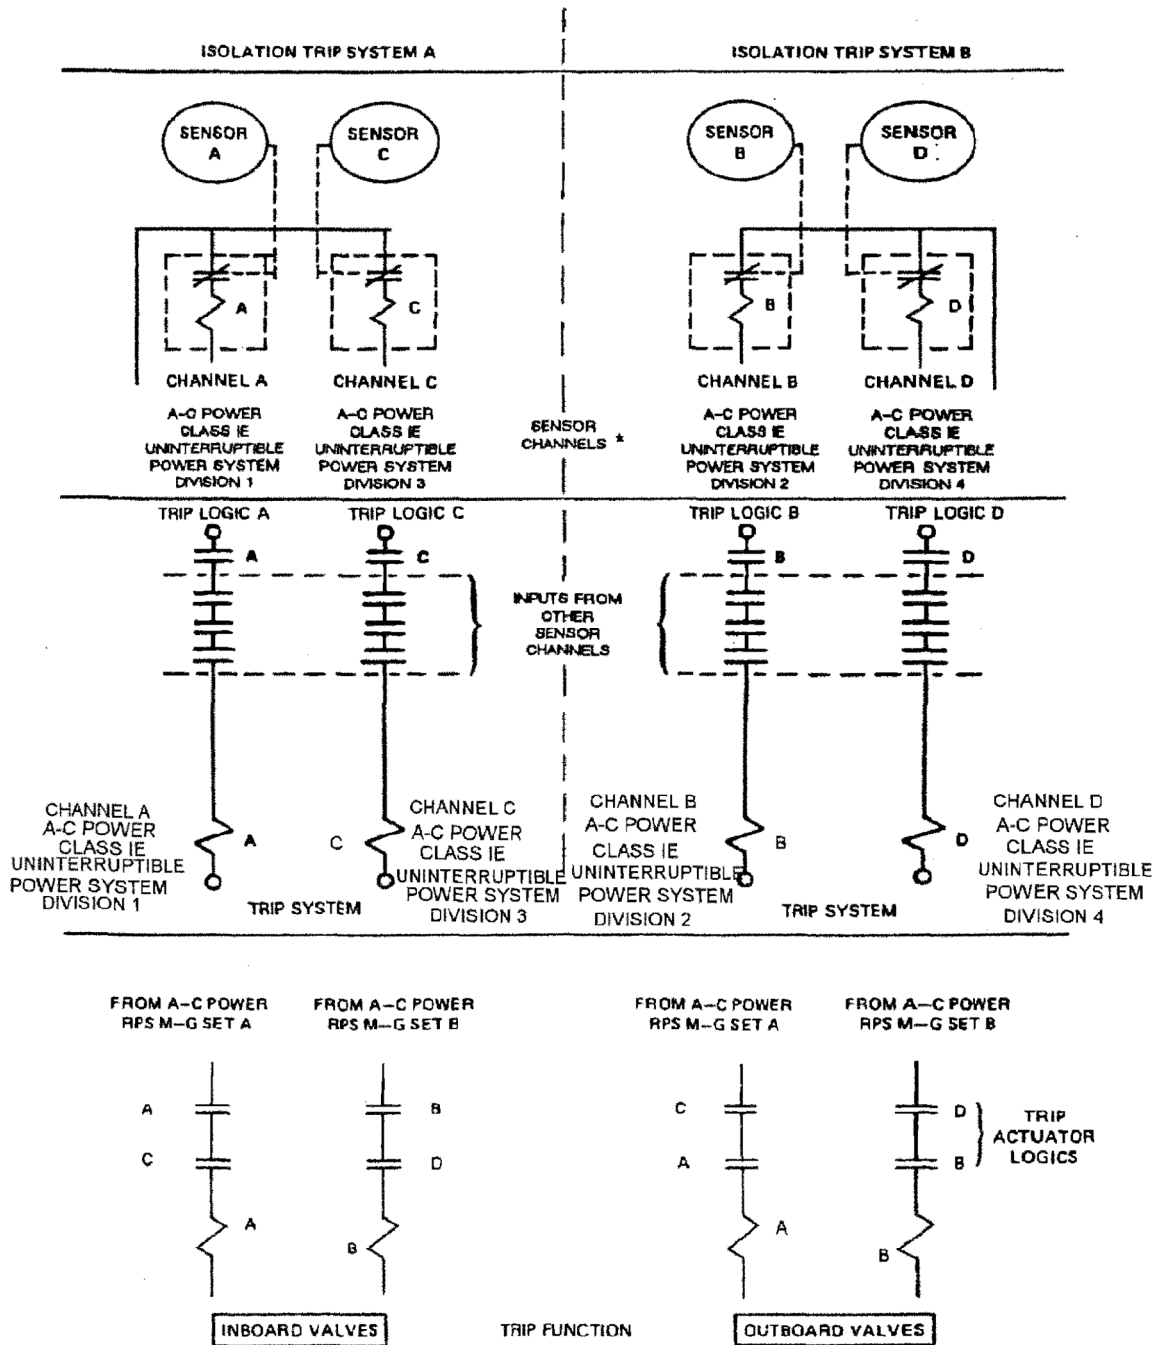 ISOLATION TRIP SYSTEM A
ISOLATION TRIP SYSTEM B
SENSOR
A
SENSOR
C
SENSOR
B
SENSOR
D
A
C
B
D
CHANNEL A
CHANNEL C
CHANNEL B
CHANNEL D
A-C POWER
CLASS IE
UNINTERRUPTIBLE
POWER SYSTEM
DIVISION 1
A-C POWER
CLASS IE
UNINTERRUPTIBLE
POWER SYSTEM
DIVISION 3
SENSOR
CHANNELS *
A-C POWER
CLASS IE
UNINTERRUPTIBLE
POWER SYSTEM
DIVISION 2
A-C POWER
CLASS IE
UNINTERRUPTIBLE
POWER SYSTEM
DIVISION 4
TRIP LOGIC A
TRIP LOGIC C
TRIP LOGIC B
TRIP LOGIC D
A
C
B
D
INPUTS FROM
OTHER
SENSOR
CHANNELS
CHANNEL A
A-C POWER
CLASS IE
UNINTERRUPTIBLE
POWER SYSTEM
DIVISION 1
A
C
CHANNEL C
A-C POWER
CLASS IE
UNINTERRUPTIBLE
POWER SYSTEM
DIVISION 3
CHANNEL B
A-C POWER
CLASS IE
UNINTERRUPTIBLE
POWER SYSTEM
DIVISION 2
B
D
CHANNEL D
A-C POWER
CLASS IE
UNINTERRUPTIBLE
POWER SYSTEM
DIVISION 4
TRIP SYSTEM
TRIP SYSTEM
FROM A-C POWER
RPS M-G SET A
FROM A-C POWER
RPS M-G SET B
FROM A-C POWER
RPS M-G SET A
FROM A-C POWER
RPS M-G SET B
A
B
C
D
C
D
A
B
TRIP
ACTUATOR
LOGICS
A
B
A
B
INBOARD VALVES
TRIP FUNCTION
OUTBOARD VALVES